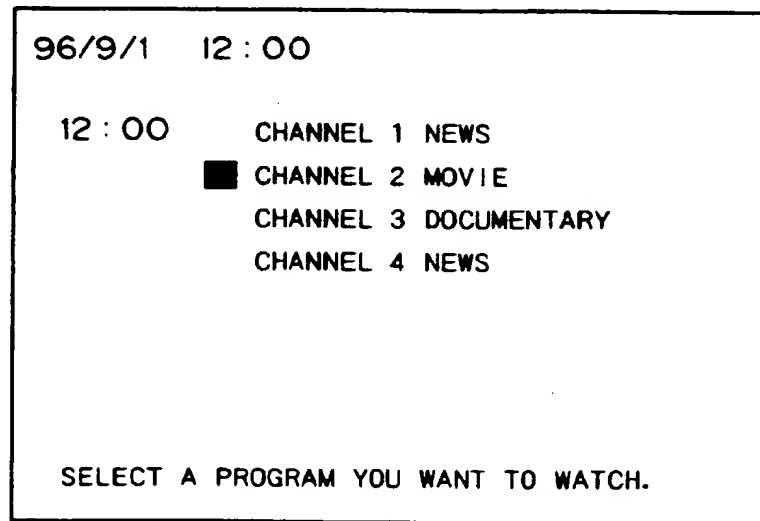 96/9/1 12:00
12:00 CHANNEL 1 NEWS
CHANNEL 2 MOVIE
CHANNEL 3 DOCUMENTARY
CHANNEL 4 NEWS
SELECT A PROGRAM YOU WANT TO WATCH.